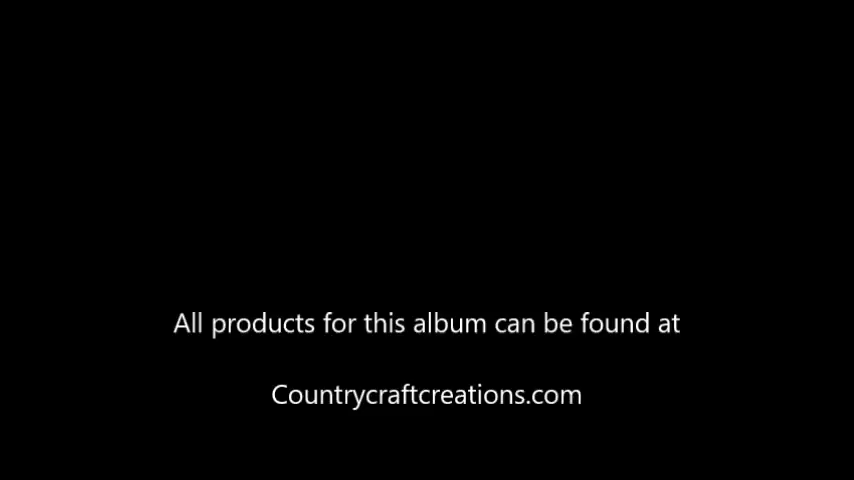 All products for this album can be found at
Countrycraftcreations.com